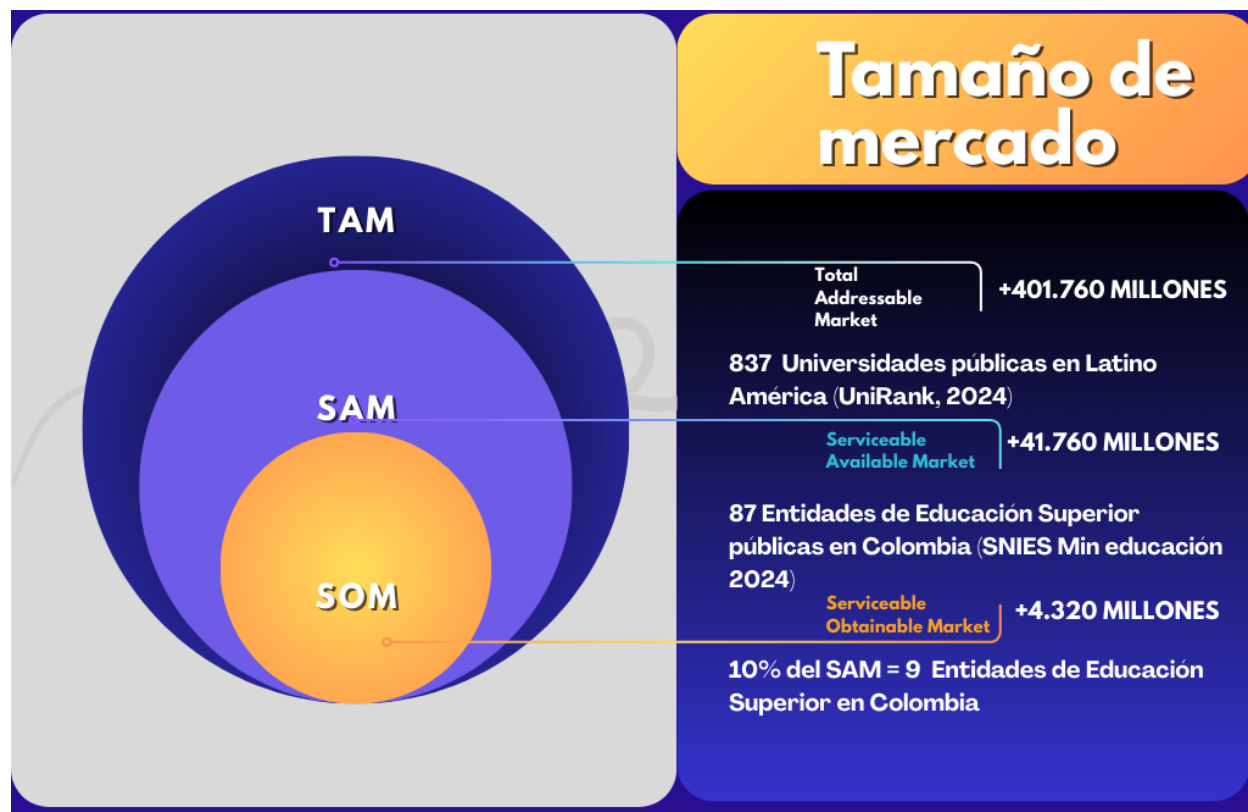 Tamaño de
mercado
TAM
Total
Addressable
Market
+401.760 MILLONES
837 Universidades públicas en Latino
América (UniRank, 2024)
SAM
Serviceable
Available Market
+41.760 MILLONES
87 Entidades de Educación Superior
públicas en Colombia (SNIES Min educación
2024)
SOM
Serviceable
Obtainable Market
+4.320 MILLONES
10% del SAM = 9 Entidades de Educación
Superior en Colombia